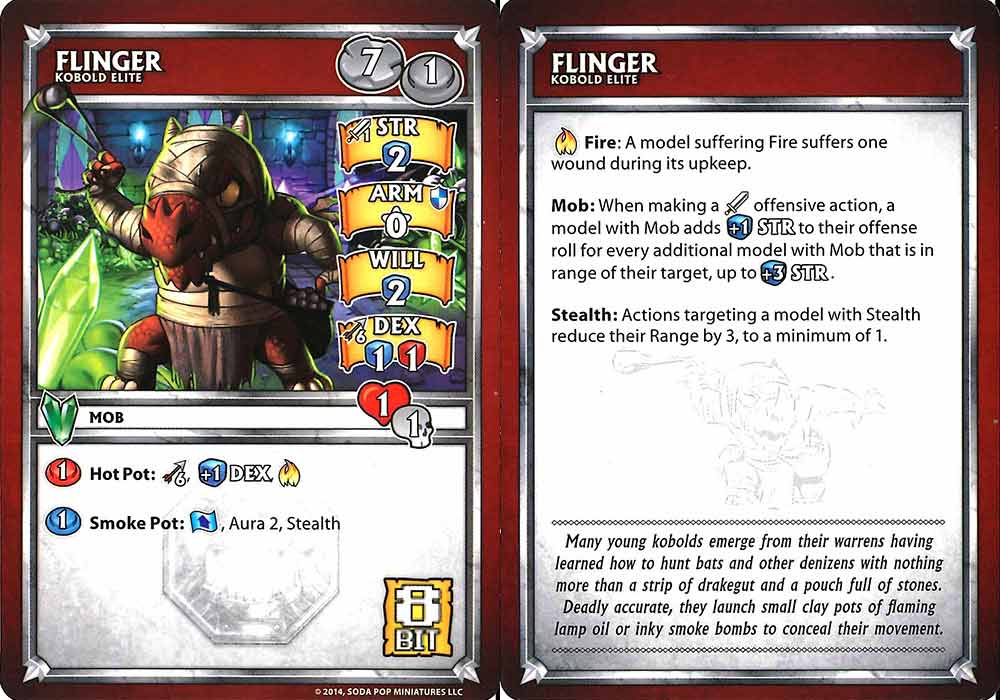 FLINGER
KOBOLD ELITE
7
1
STR
2
ARM
0
WILL
2
6 DEX
1 1
1
1
MOB
1 Hot Pot: 6, +1 DEX,
1 Smoke Pot: , Aura 2, Stealth
8
BIT
© 2014, SODA POP MINIATURES LLC
FLINGER
KOBOLD ELITE
Fire: A model suffering Fire suffers one
wound during its upkeep.
Mob: When making a offensive action, a
model with Mob adds +1 STR to their offense
roll for every additional model with Mob that is in
range of their target, up to +3 STR.
Stealth: Actions targeting a model with Stealth
reduce their Range by 3, to a minimum of 1.
Many young kobolds emerge from their warrens having
learned how to hunt bats and other denizens with nothing
more than a strip of drakegut and a pouch full of stones.
Deadly accurate, they launch small clay pots of flaming
lamp oil or inky smoke bombs to conceal their movement.